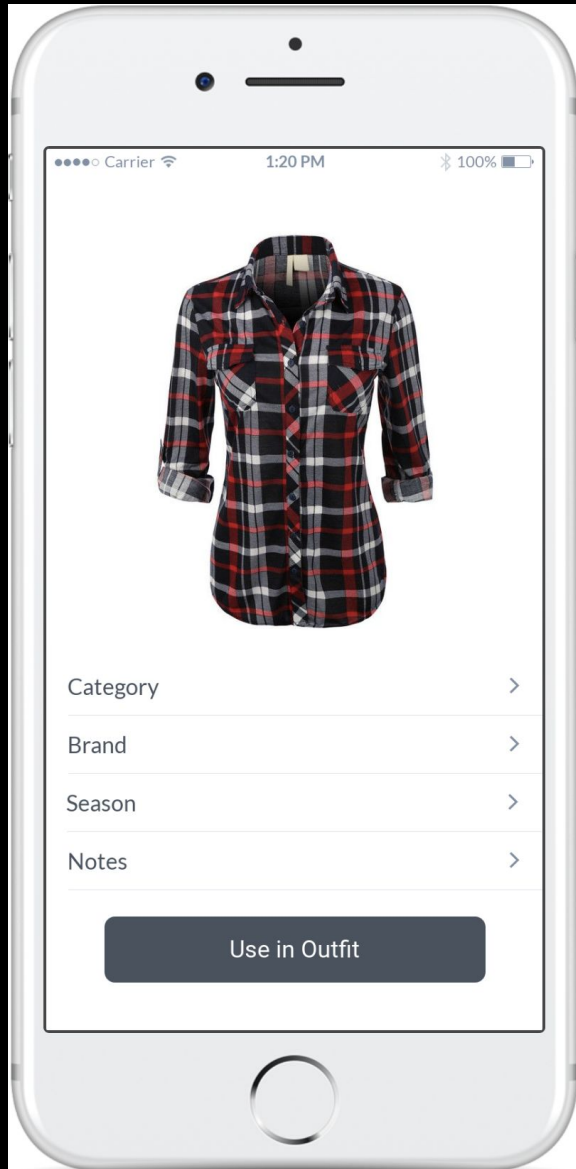 Carrier 1:20 PM 100%
Category
Brand
Season
Notes
Use in Outfit